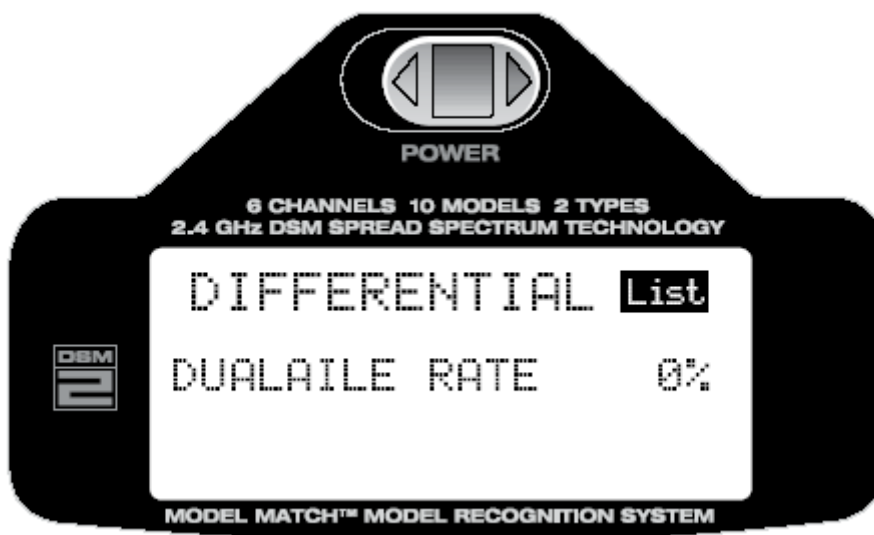 POWER
6 CHANNELS 10 MODELS 2 TYPES
2.4 GHz DSM SPREAD SPECTRUM TECHNOLOGY
DIFFERENTIAL List
DSM
2
DUALAILE RATE 0%
MODEL MATCH™ MODEL RECOGNITION SYSTEM